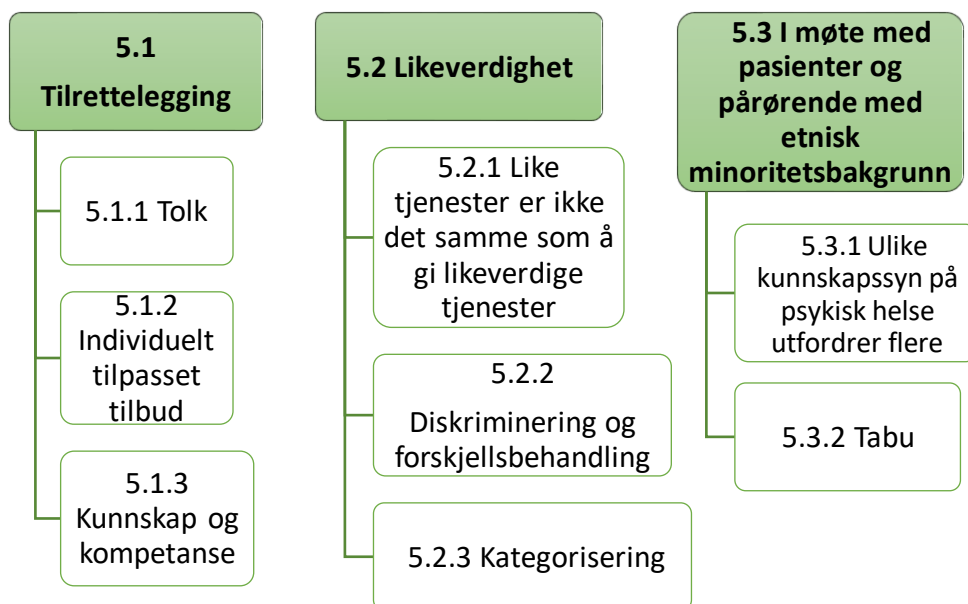 5.1
Tilrettelegging
5.1.1 Tolk
5.1.2
Individuelt
tilpasset
tilbud
5.1.3
Kunnskap og
kompetanse
5.2 Likeverdighet
5.2.1 Like
tjenester er ikke
det samme som å
gi likeverdige
tjenester
5.2.2
Diskriminering og
forskjellsbehandling
5.2.3 Kategorisering
5.3 I møte med
pasienter og
pårørende med
etnisk
minoritetsbakgrunn
5.3.1 Ulike
kunnskapssyn på
psykisk helse
utfordrer flere
5.3.2 Tabu